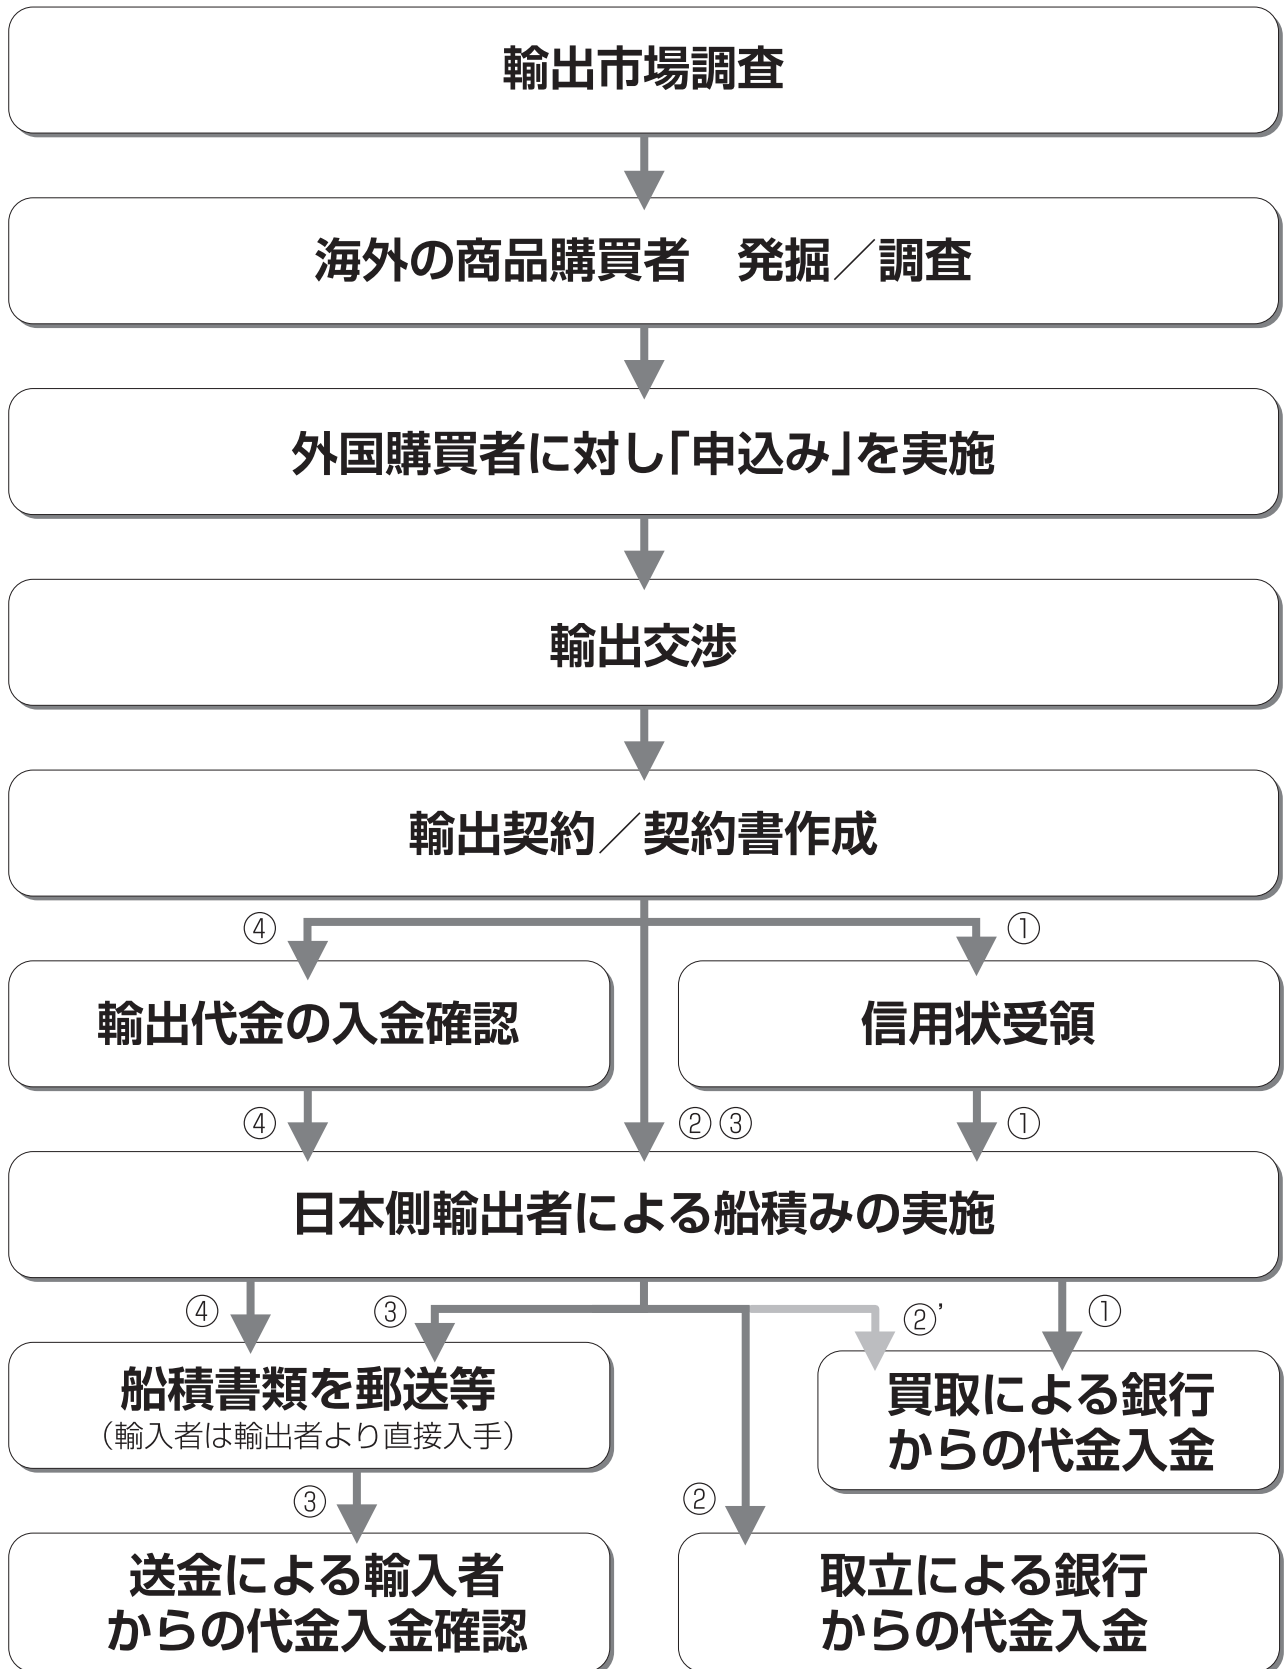 輸出市場調査
海外の商品購買者　発掘／調査
外国購買者に対し「申込み」を実施
輸出交渉
輸出契約／契約書作成
④
①
輸出代金の入金確認
信用状受領
④
②③
①
日本側輸出者による船積みの実施
④
③
②’
①
船積書類を郵送等
（輸入者は輸出者より直接入手）
買取による銀行
からの代金入金
③
②
送金による輸入者
からの代金入金確認
取立による銀行
からの代金入金